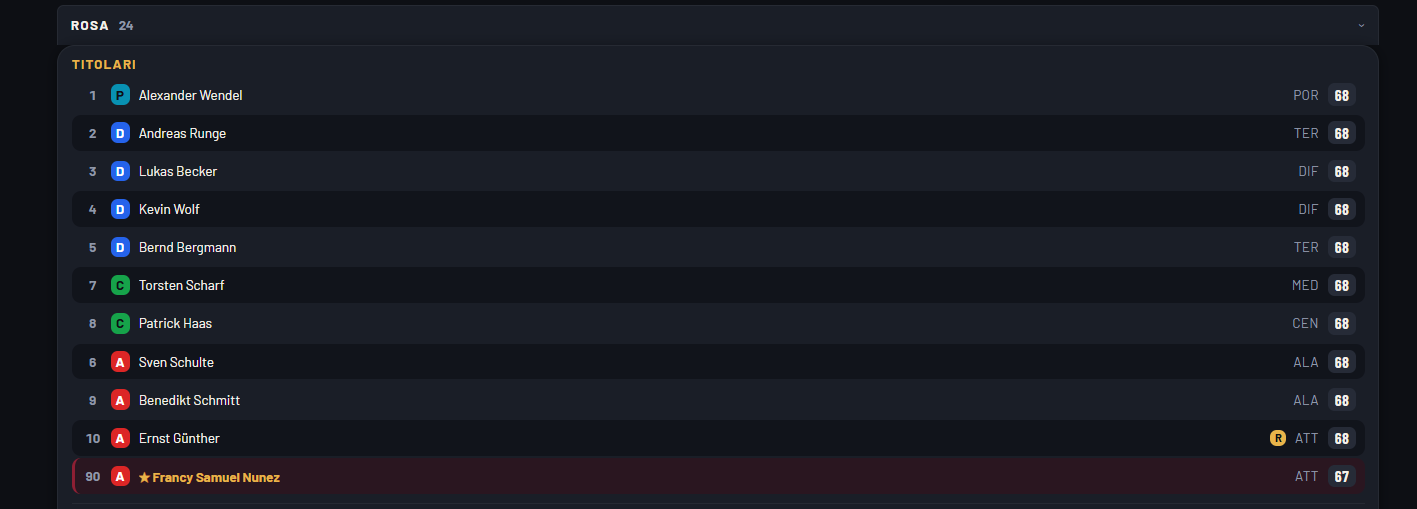 ROSA 24
TITOLARI
1 P Alexander Wendel POR 68
2 D Andreas Runge TER 68
3 D Lukas Becker DIF 68
4 D Kevin Wolf DIF 68
5 D Bernd Bergmann TER 68
7 C Torsten Scharf MED 68
8 C Patrick Haas CEN 68
6 A Sven Schulte ALA 68
9 A Benedikt Schmitt ALA 68
10 A Ernst Günther R ATT 68
90 A ★ Francy Samuel Nunez ATT 67